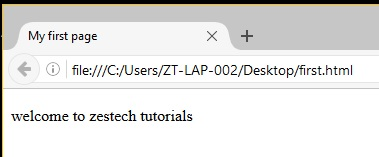 My first page
file:///C:/Users/ZT-LAP-002/Desktop/first.html
welcome to zestech tutorials